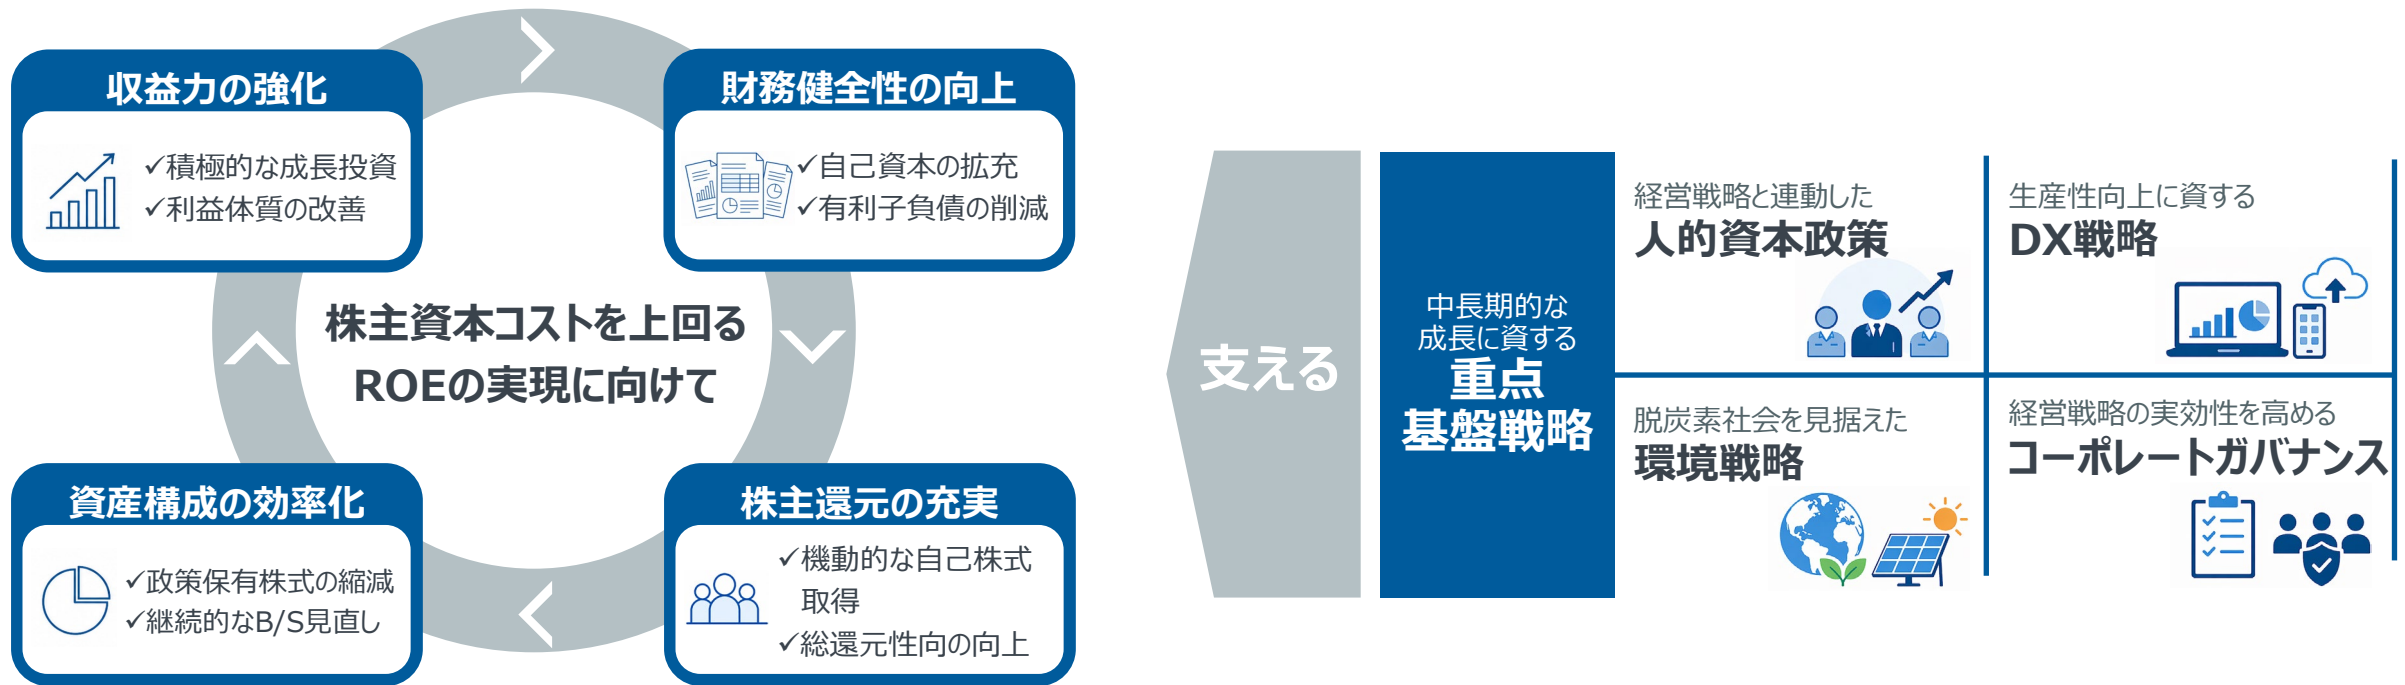 収益力の強化
✓積極的な成長投資
✓利益体質の改善
財務健全性の向上
✓自己資本の拡充
✓有利子負債の削減
株主資本コストを上回る
ROEの実現に向けて
資産構成の効率化
✓政策保有株式の縮減
✓継続的なB/S見直し
株主還元の充実
✓機動的な自己株式
取得
✓総還元性向の向上
支える
中長期的な
成長に資する
重点
基盤戦略
経営戦略と連動した
人的資本政策
生産性向上に資する
DX戦略
脱炭素社会を見据えた
環境戦略
経営戦略の実効性を高める
コーポレートガバナンス